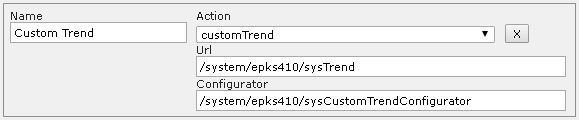 Name
Custom Trend
Action
customTrend
X
Url
/system/epks410/sysTrend
Configurator
/system/epks410/sysCustomTrendConfigurator